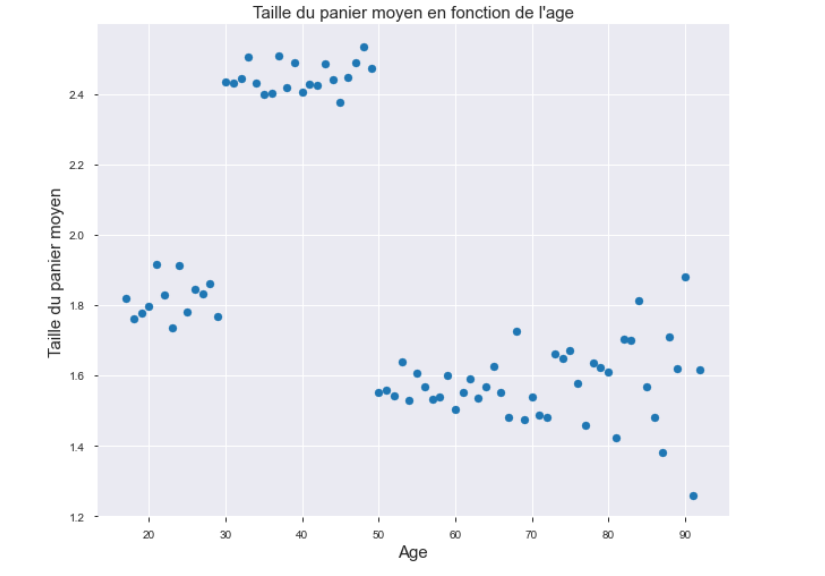 Taille du panier moyen en fonction de l'age
Taille du panier moyen
2.4
2.2
2.0
1.8
1.6
1.4
1.2
20 30 40 50 60 70 80 90
Age